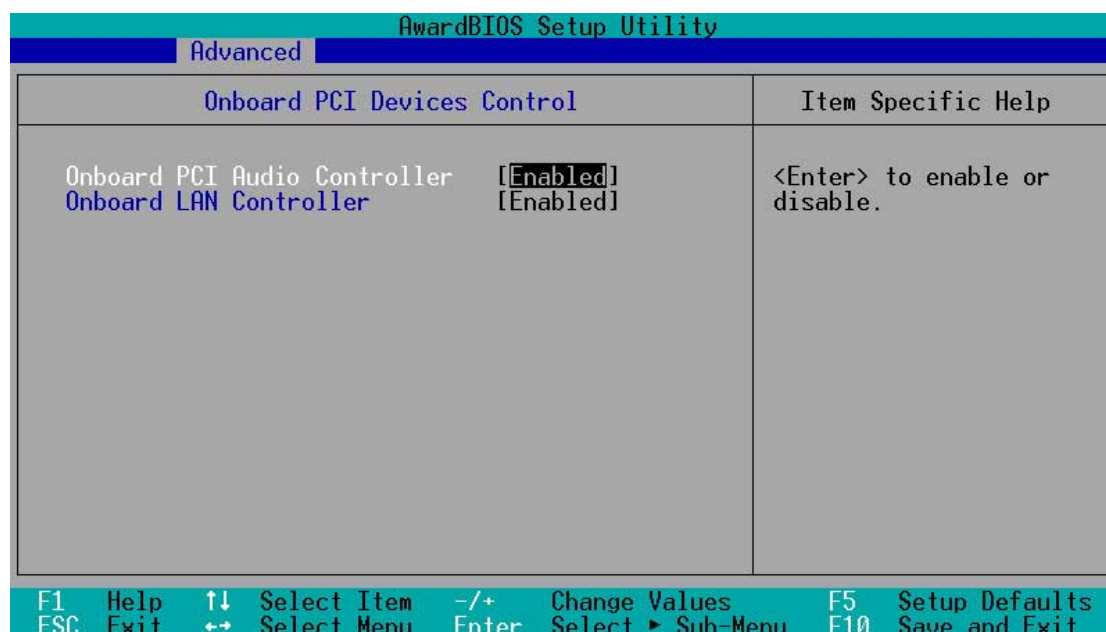 AwardBIOS Setup Utility
Advanced
Onboard PCI Devices Control
Item Specific Help
Onboard PCI Audio Controller [Enabled]
Onboard LAN Controller [Enabled]
<Enter> to enable or
disable.
F1 Help ↑↓ Select Item -/+ Change Values F5 Setup Defaults
ESC Exit ←→ Select Menu Enter Select ► Sub-Menu F10 Save and Exit